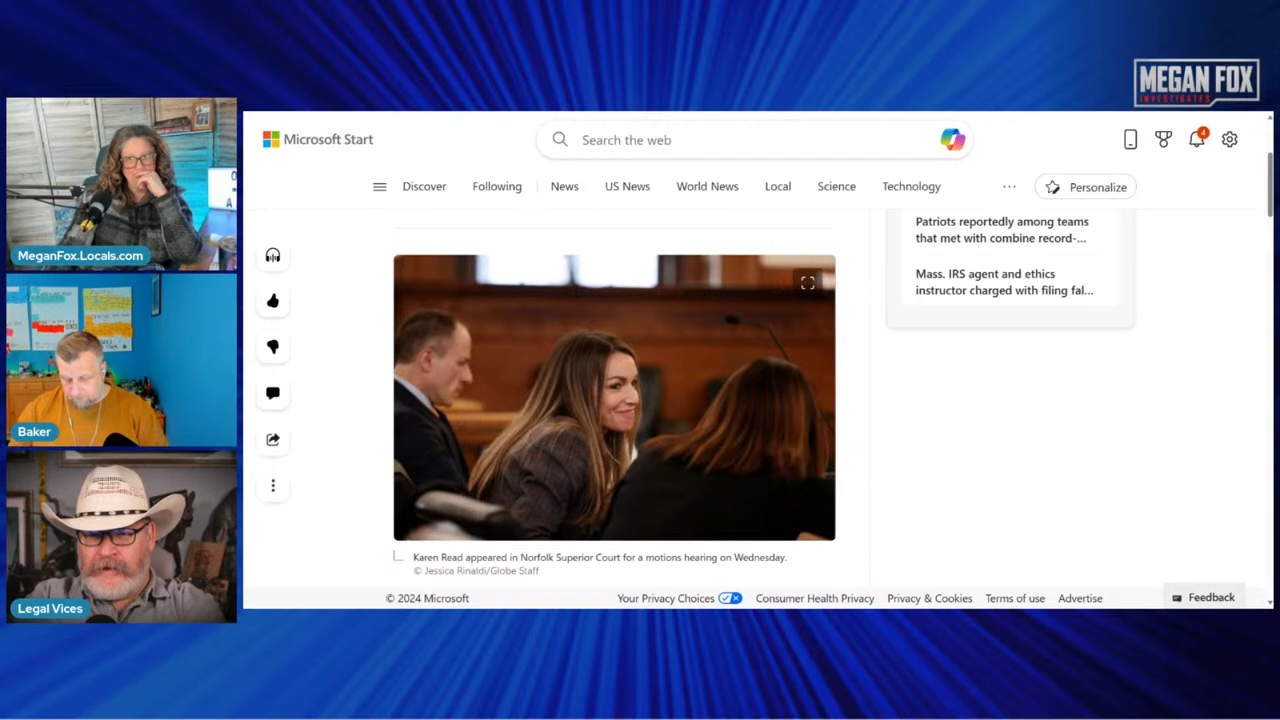 MEGAN FOX
INVESTIGATES
MeganFox.Locals.com
Baker
Legal Vices
Microsoft Start
Search the web
4
Discover
Following
News
US News
World News
Local
Science
Technology
Personalize
Patriots reportedly among teams
that met with combine record-...
Mass. IRS agent and ethics
instructor charged with filing fal...
Karen Read appeared in Norfolk Superior Court for a motions hearing on Wednesday.
© Jessica Rinaldi/Globe Staff
© 2024 Microsoft
Your Privacy Choices
Consumer Health Privacy
Privacy & Cookies
Terms of use
Advertise
Feedback